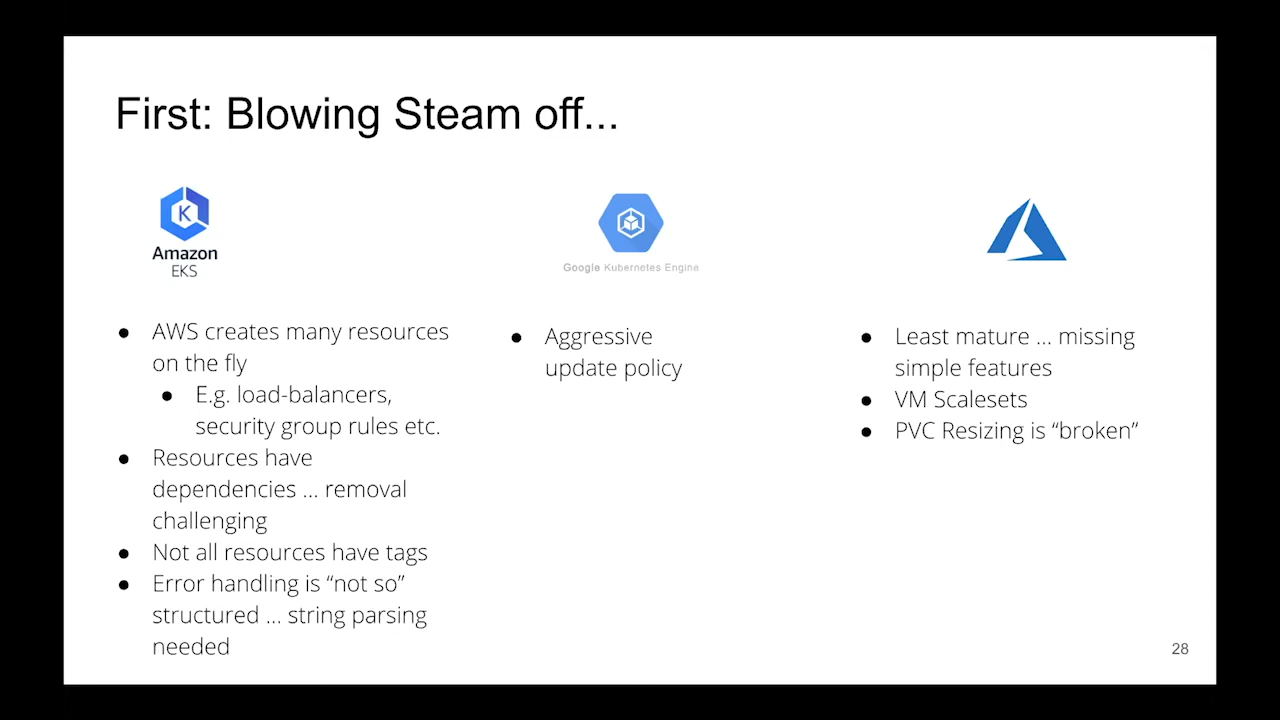 First: Blowing Steam off...
Amazon
EKS
● AWS creates many resources
on the fly
● E.g. load-balancers,
security group rules etc.
● Resources have
dependencies ... removal
challenging
● Not all resources have tags
● Error handling is “not so”
structured ... string parsing
needed
Google Kubernetes Engine
● Aggressive
update policy
● Least mature ... missing
simple features
● VM Scalesets
● PVC Resizing is “broken”
28